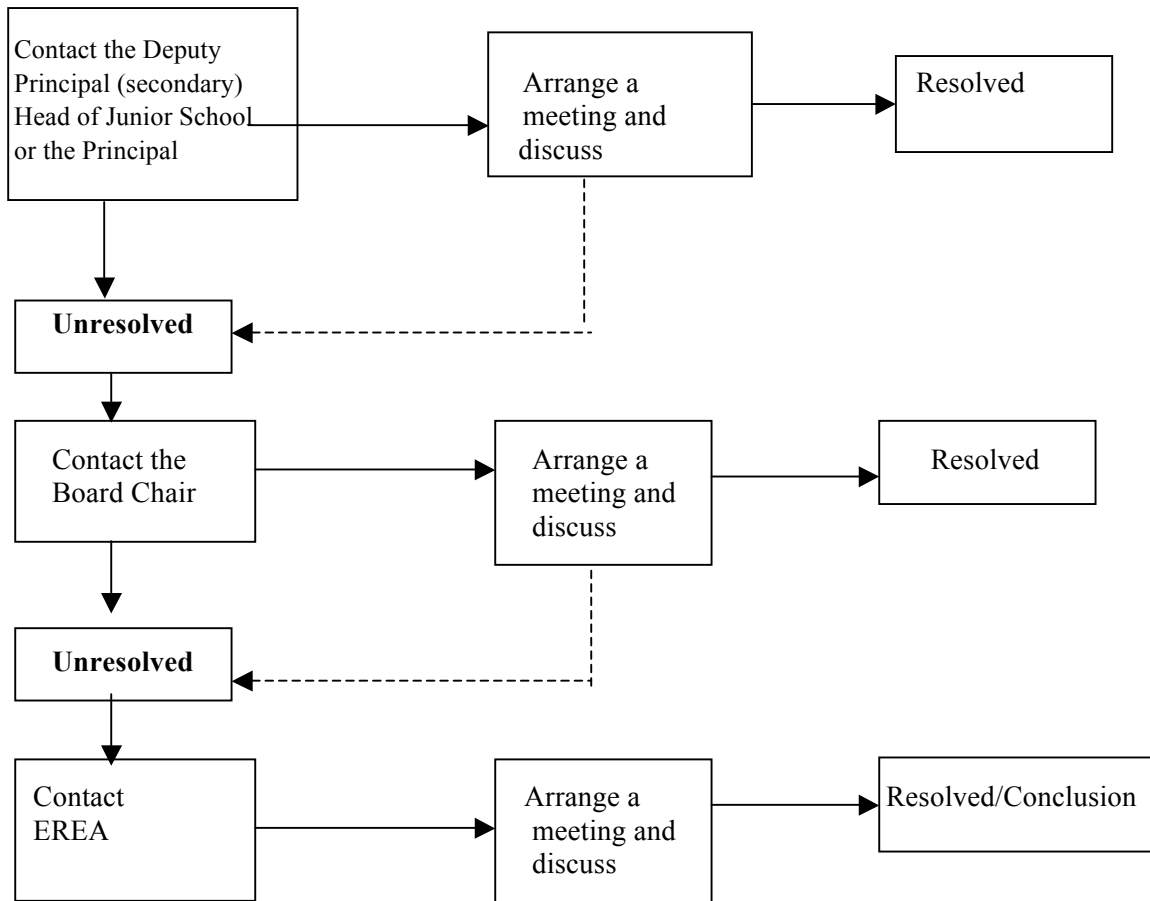 Contact the Deputy
Principal (secondary)
Head of Junior School
or the Principal
Arrange a
meeting and
discuss
Resolved
Unresolved
Contact the
Board Chair
Arrange a
meeting and
discuss
Resolved
Unresolved
Contact
EREA
Arrange a
meeting and
discuss
Resolved/Conclusion